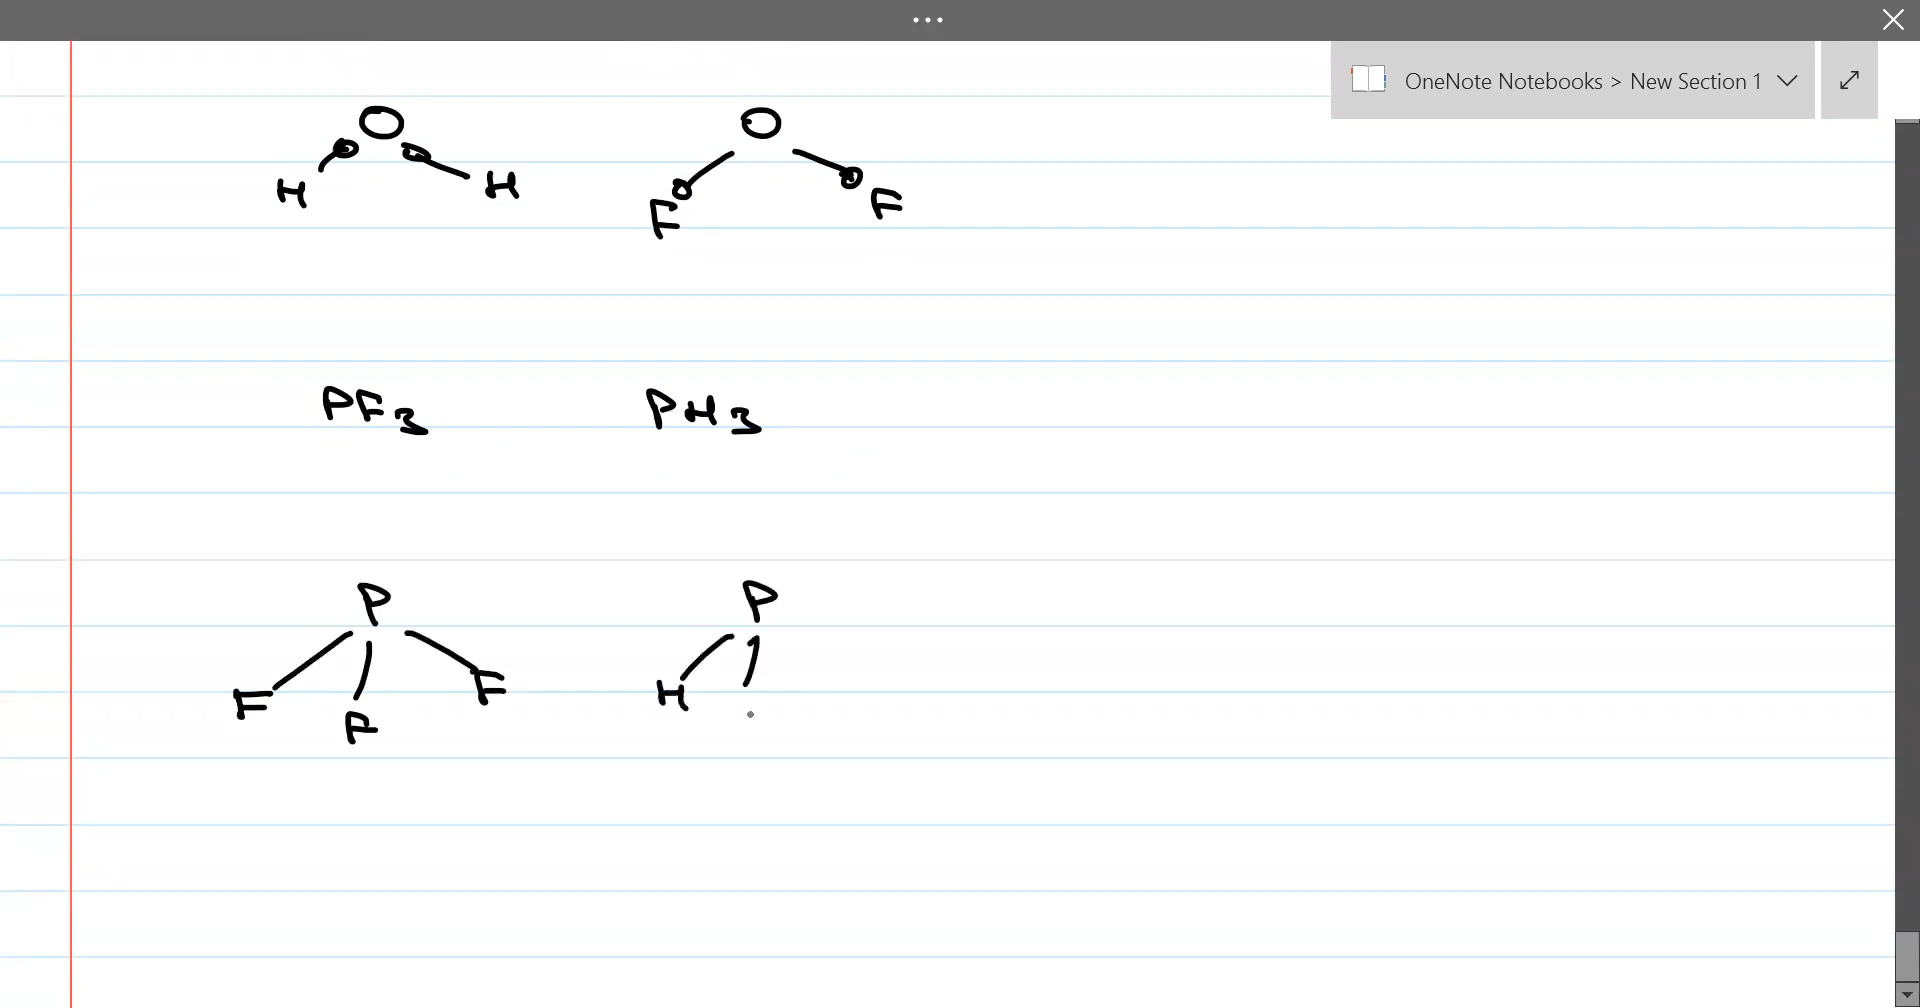 ...
OneNote Notebooks > New Section 1
O O
H H F F
PF3 PH3
P P
F F F H